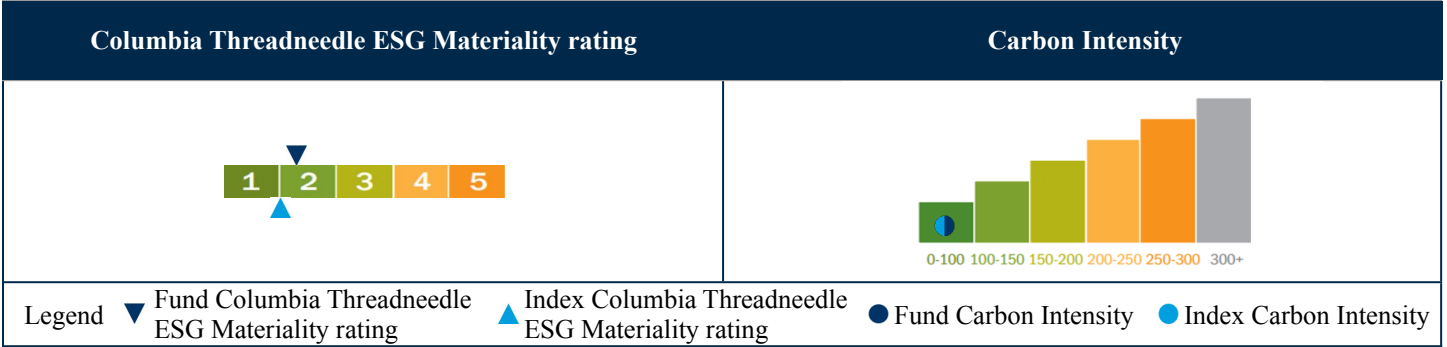 Columbia Threadneedle ESG Materiality rating
Carbon Intensity
1 2 3 4 5
0-100 100-150 150-200 200-250 250-300 300+
Legend
Fund Columbia Threadneedle
ESG Materiality rating
Index Columbia Threadneedle
ESG Materiality rating
Fund Carbon Intensity
Index Carbon Intensity